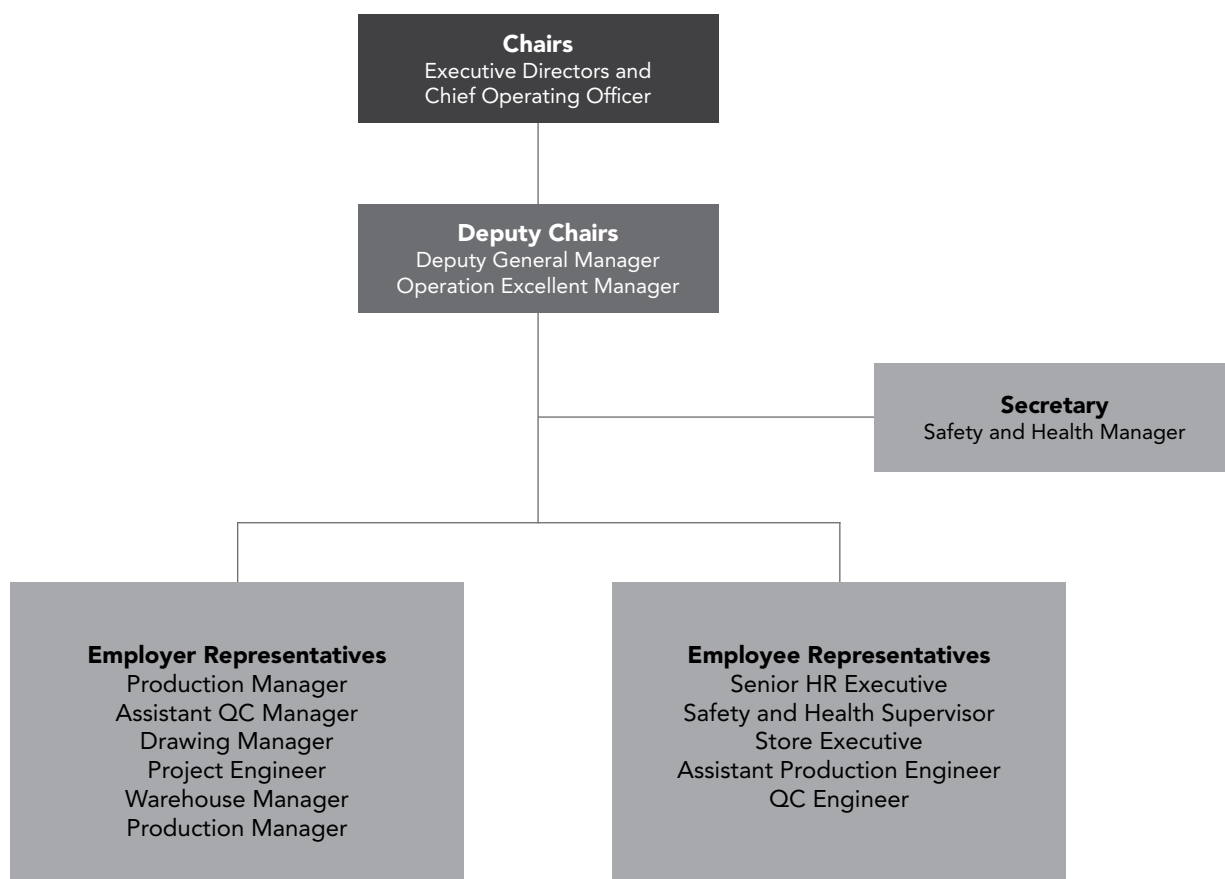 Chairs
Executive Directors and
Chief Operating Officer
Deputy Chairs
Deputy General Manager
Operation Excellent Manager
Secretary
Safety and Health Manager
Employer Representatives
Production Manager
Assistant QC Manager
Drawing Manager
Project Engineer
Warehouse Manager
Production Manager
Employee Representatives
Senior HR Executive
Safety and Health Supervisor
Store Executive
Assistant Production Engineer
QC Engineer